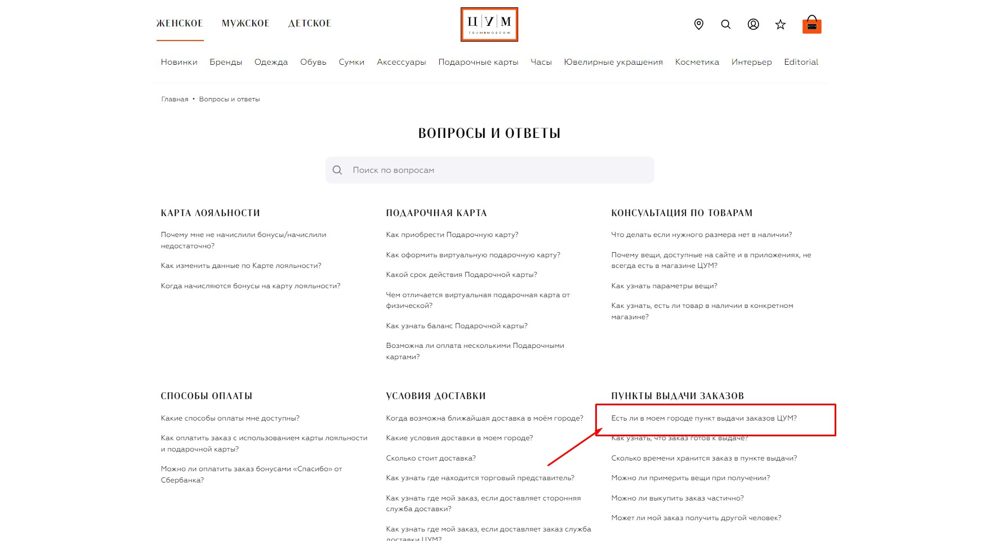 ЖЕНСКОЕ МУЖСКОЕ ДЕТСКОЕ
ЦУМ
TSUM MOSCOW
ЦУМ
Новинки Бренды Одежда Обувь Сумки Аксессуары Подарочные карты Часы Ювелирные украшения Косметика Интерьер Editorial
Главная • Вопросы и ответы
ВОПРОСЫ И ОТВЕТЫ
Поиск по вопросам
КАРТА ЛОЯЛЬНОСТИ
Почему мне не начислили бонусы/начислили
недостаточно?
Как изменить данные по Карте лояльности?
Когда начисляются бонусы на карту лояльности?
ПОДАРОЧНАЯ КАРТА
Как приобрести Подарочную карту?
Как оформить виртуальную подарочную карту?
Какой срок действия Подарочной карты?
Чем отличается виртуальная подарочная карта от
физической?
Как узнать баланс Подарочной карты?
Возможна ли оплата несколькими Подарочными
картами?
КОНСУЛЬТАЦИЯ ПО ТОВАРАМ
Что делать если нужного размера нет в наличии?
Почему вещи, доступные на сайте и в приложениях, не
всегда есть в магазине ЦУМ?
Как узнать параметры вещи?
Как узнать, есть ли товар в наличии в конкретном
магазине?
СПОСОБЫ ОПЛАТЫ
Какие способы оплаты мне доступны?
Как оплатить заказ с использованием карты лояльности
и подарочной карты?
Можно ли оплатить заказ бонусами «Спасибо» от
Сбербанка?
УСЛОВИЯ ДОСТАВКИ
Когда возможна ближайшая доставка в моём городе?
Какие условия доставки в моем городе?
Сколько стоит доставка?
Как узнать где находится торговый представитель?
Как узнать где мой заказ, если доставляет сторонняя
служба доставки?
Как узнать где мой заказ, если доставляет заказ служба
доставки ЦУМ?
ПУНКТЫ ВЫДАЧИ ЗАКАЗОВ
Есть ли в моем городе пункт выдачи заказов ЦУМ?
Как узнать, что заказ готов к выдаче?
Сколько времени хранится заказ в пункте выдачи?
Можно ли примерить вещи при получении?
Можно ли выкупить заказ частично?
Может ли мой заказ получить другой человек?